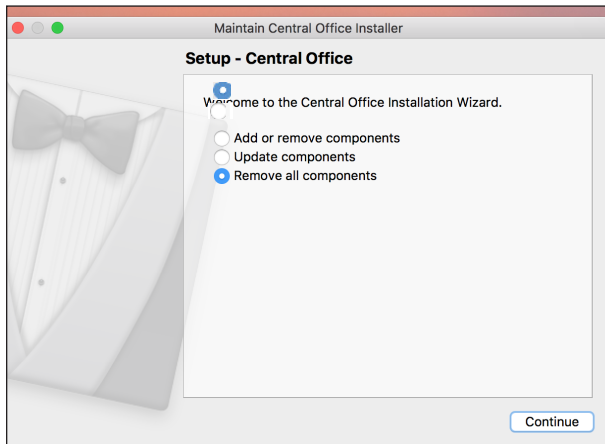 Maintain Central Office Installer
Setup - Central Office
Welcome to the Central Office Installation Wizard.
Add or remove components
Update components
Remove all components
Continue